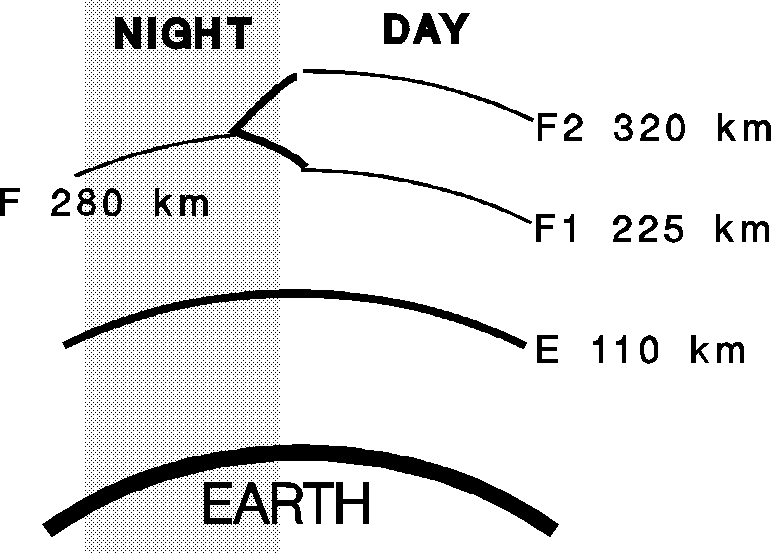 NIGHT DAY
F2 320 km
F 280 km
F1 225 km
E 110 km
EARTH